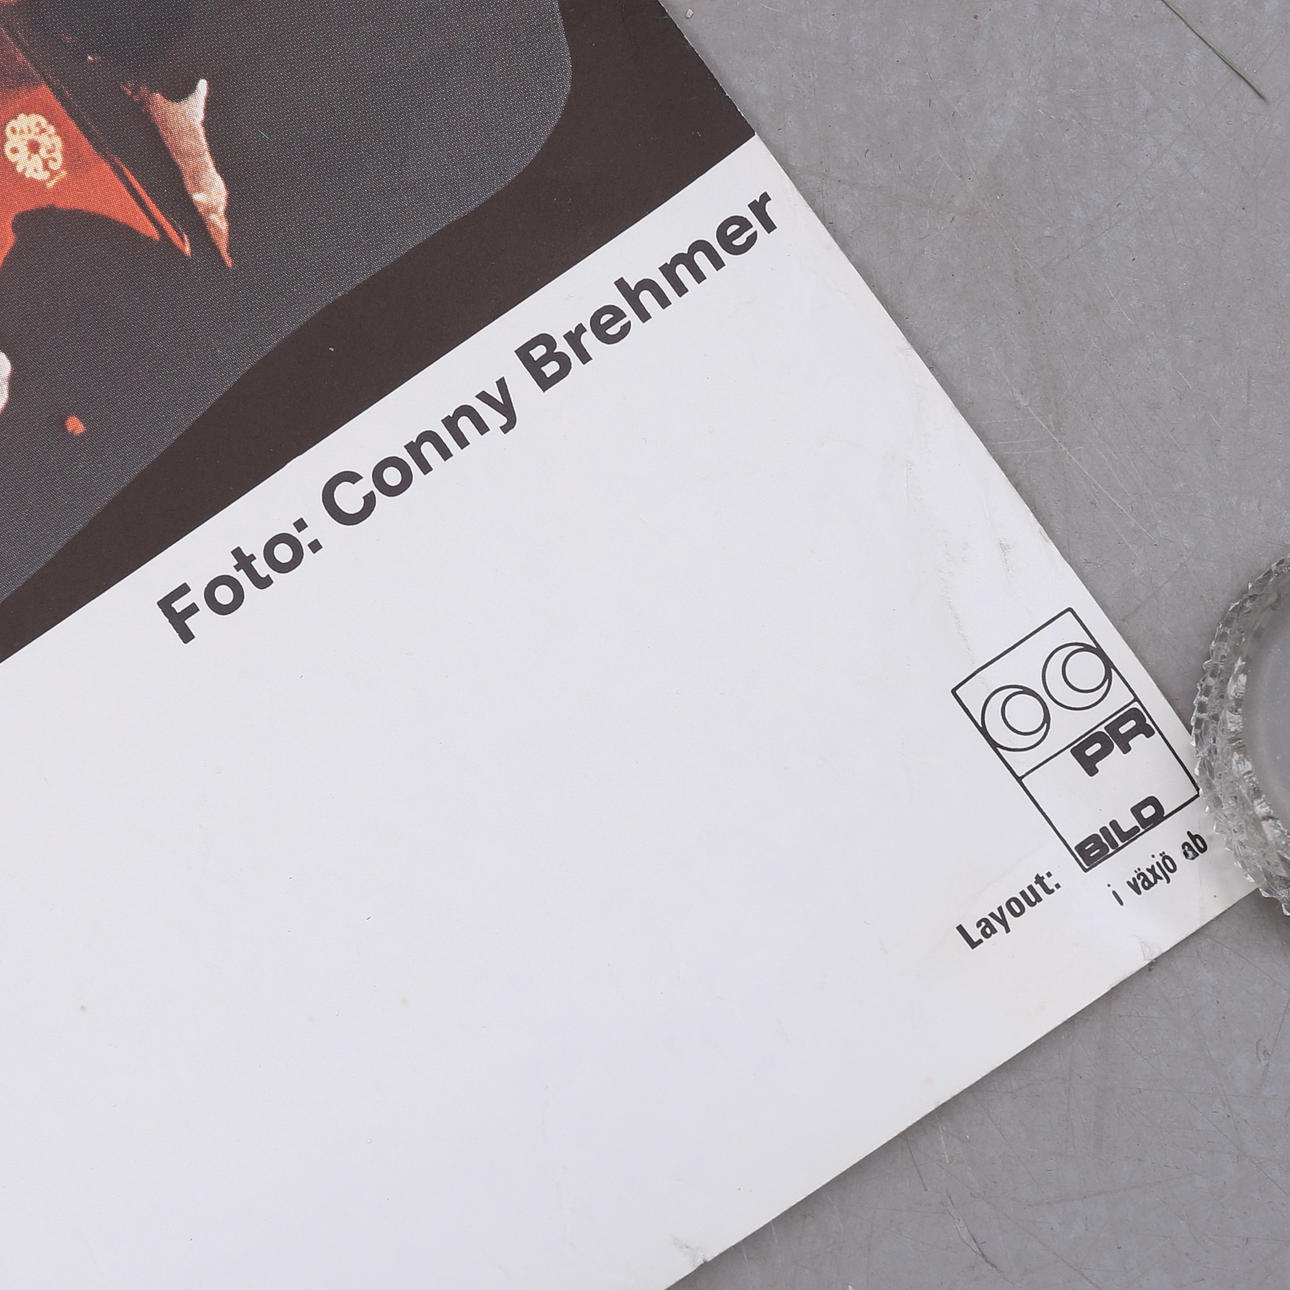 Foto: Conny Brehmer
PR
BILD
Layout:
i växjö ab